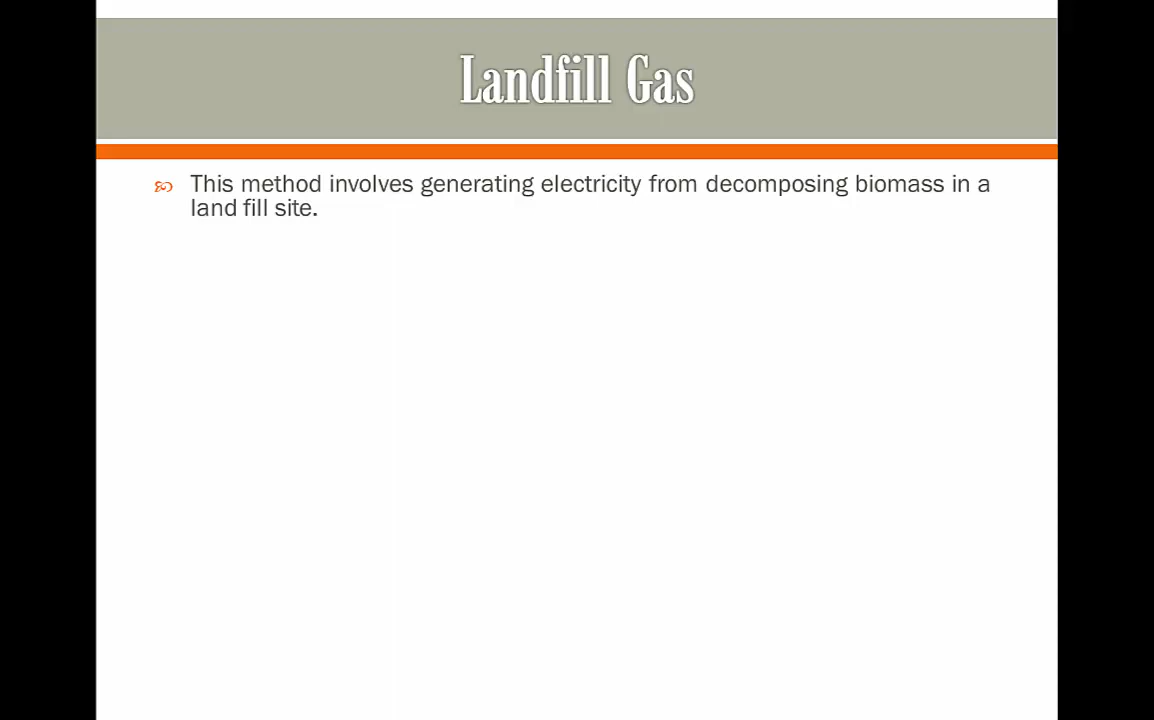 Landfill Gas
This method involves generating electricity from decomposing biomass in a
land fill site.